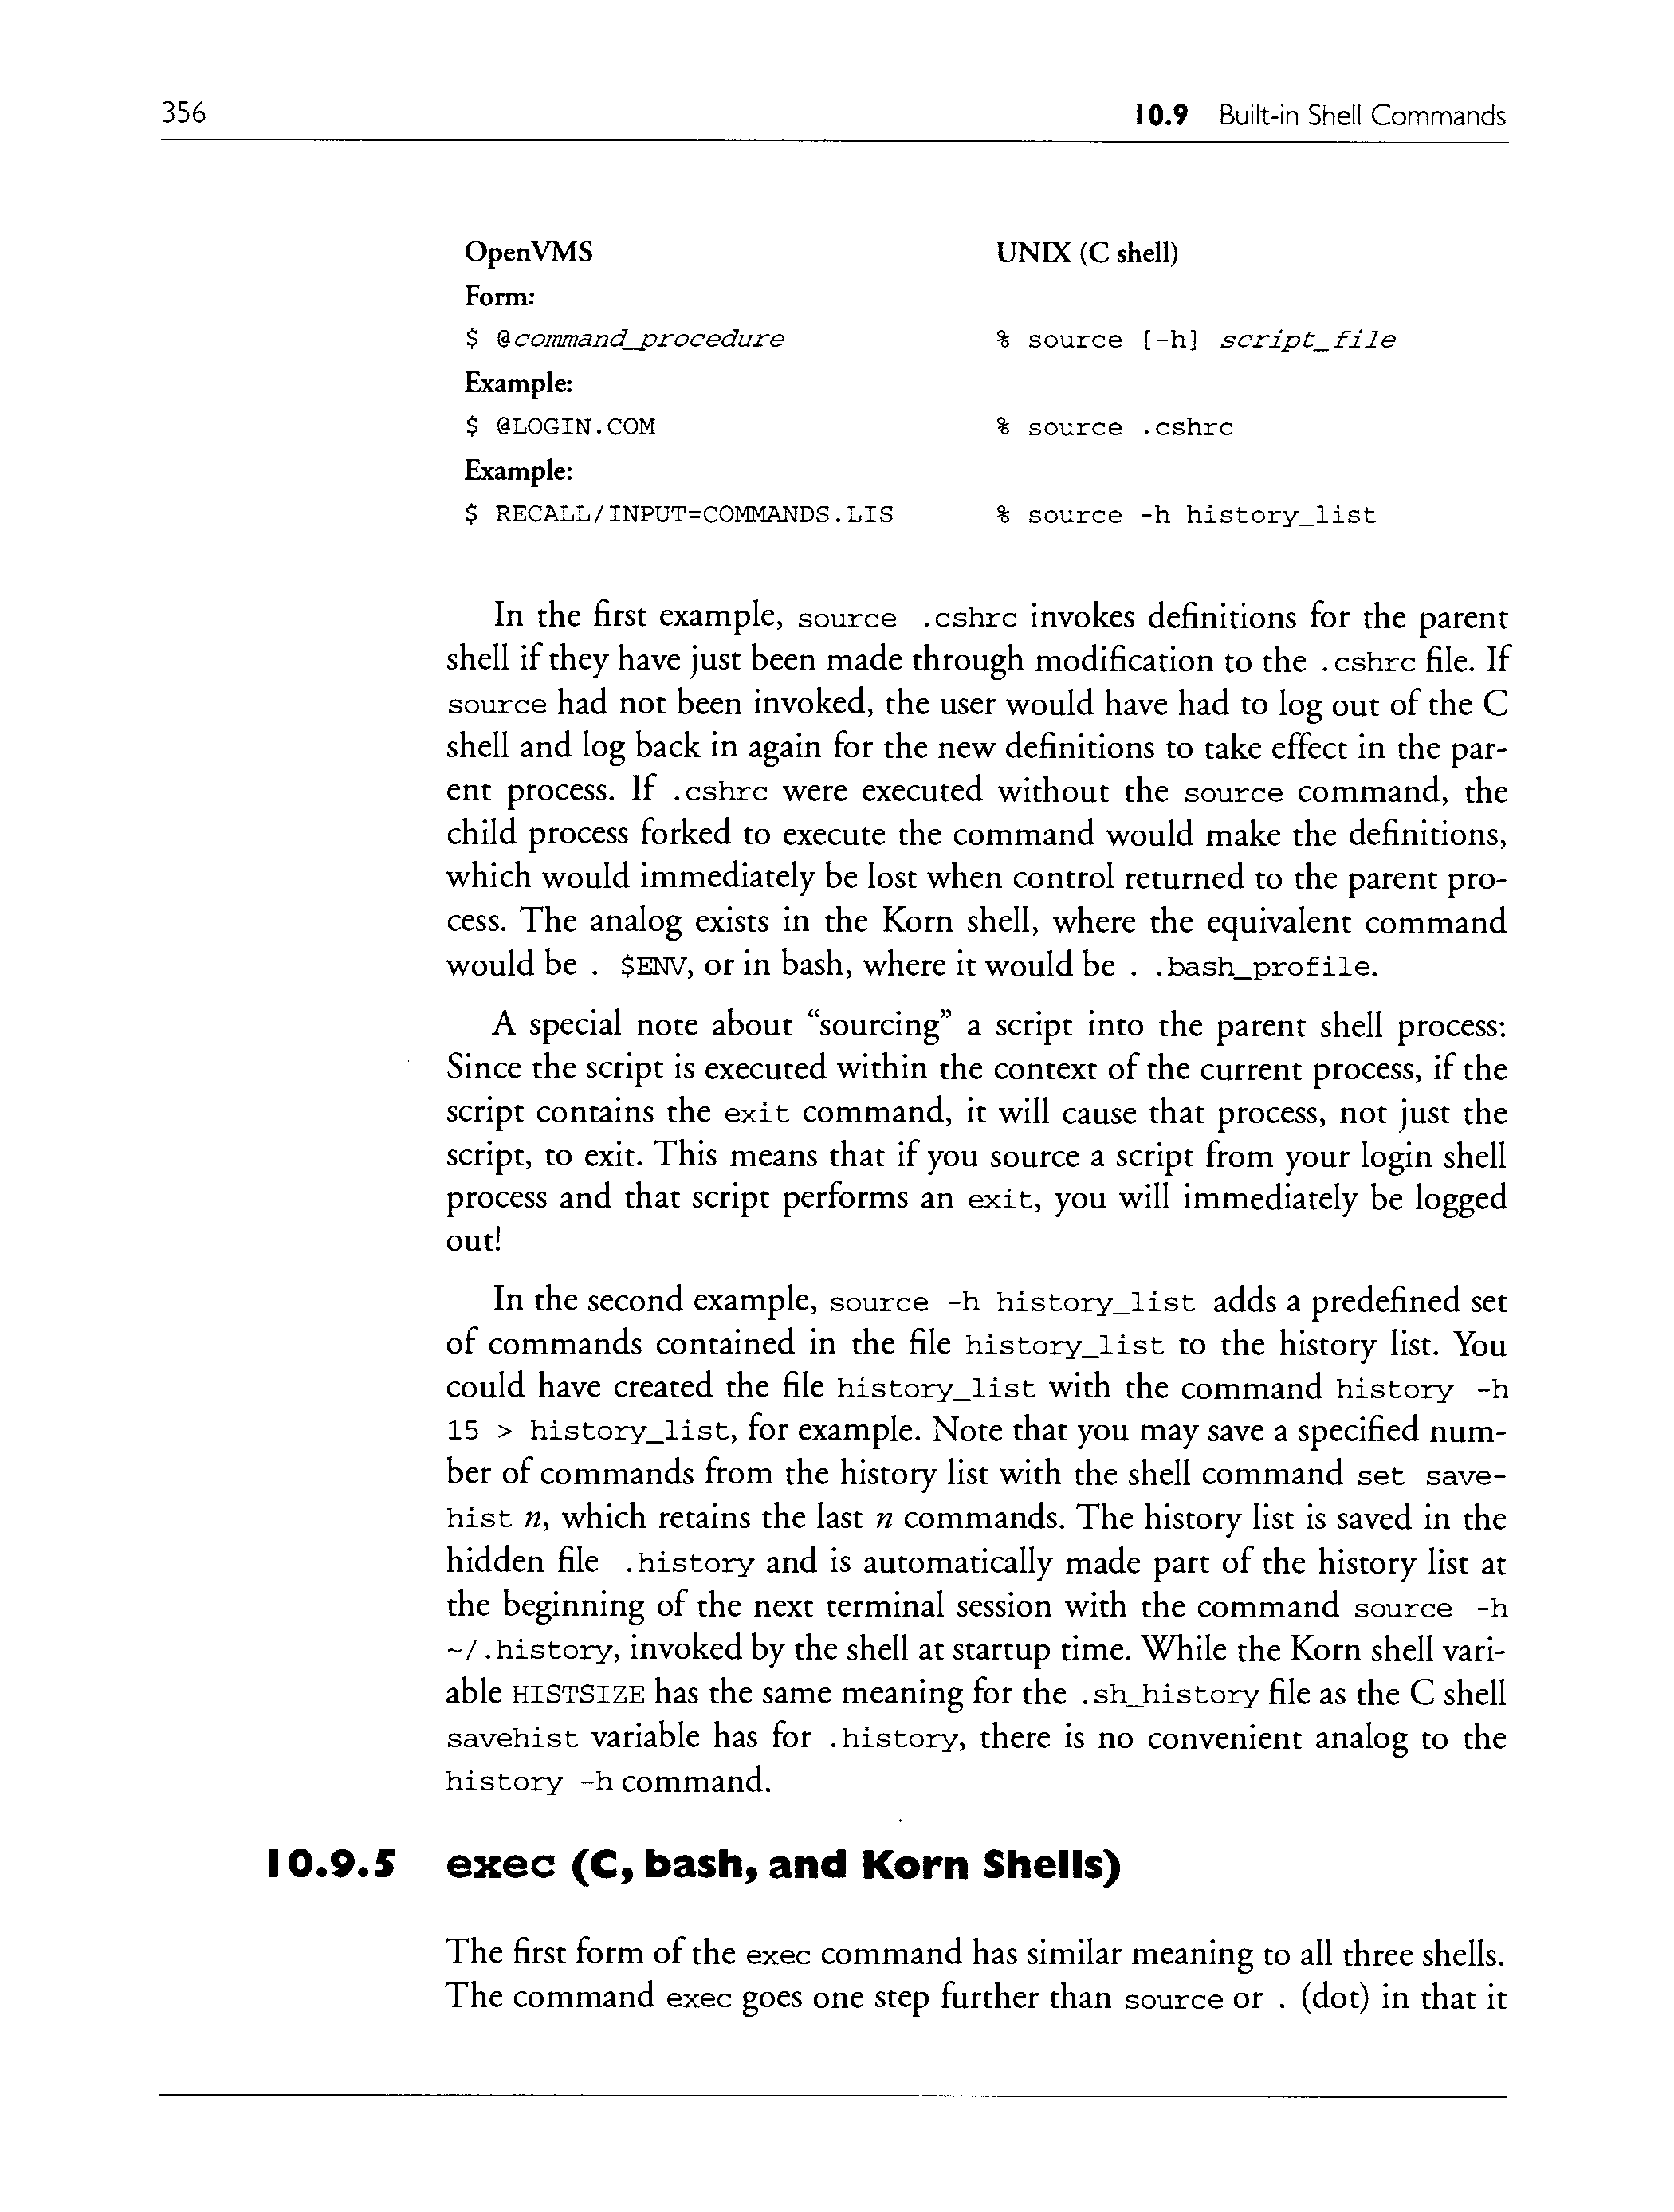 356
10.9 Built-in Shell Commands
OpenVMS UNIX (C shell)
Form:
$ @command_procedure % source [-h] script_file
Example:
$ @LOGIN.COM % source .cshrc
Example:
$ RECALL/INPUT=COMMANDS.LIS % source -h history_list
In the first example, source .cshrc invokes definitions for the parent
shell if they have just been made through modification to the .cshrc file. If
source had not been invoked, the user would have had to log out of the C
shell and log back in again for the new definitions to take effect in the par-
ent process. If .cshrc were executed without the source command, the
child process forked to execute the command would make the definitions,
which would immediately be lost when control returned to the parent pro-
cess. The analog exists in the Korn shell, where the equivalent command
would be . $ENV, or in bash, where it would be . .bash_profile.
A special note about “sourcing” a script into the parent shell process:
Since the script is executed within the context of the current process, if the
script contains the exit command, it will cause that process, not just the
script, to exit. This means that if you source a script from your login shell
process and that script performs an exit, you will immediately be logged
out!
In the second example, source -h history_list adds a predefined set
of commands contained in the file history_list to the history list. You
could have created the file history_list with the command history -h
15 > history_list, for example. Note that you may save a specified num-
ber of commands from the history list with the shell command set save-
hist n, which retains the last n commands. The history list is saved in the
hidden file .history and is automatically made part of the history list at
the beginning of the next terminal session with the command source -h
~/.history, invoked by the shell at startup time. While the Korn shell vari-
able HISTSIZE has the same meaning for the .sh_history file as the C shell
savehist variable has for .history, there is no convenient analog to the
history -h command.
10.9.5 exec (C, bash, and Korn Shells)
The first form of the exec command has similar meaning to all three shells.
The command exec goes one step further than source or . (dot) in that it